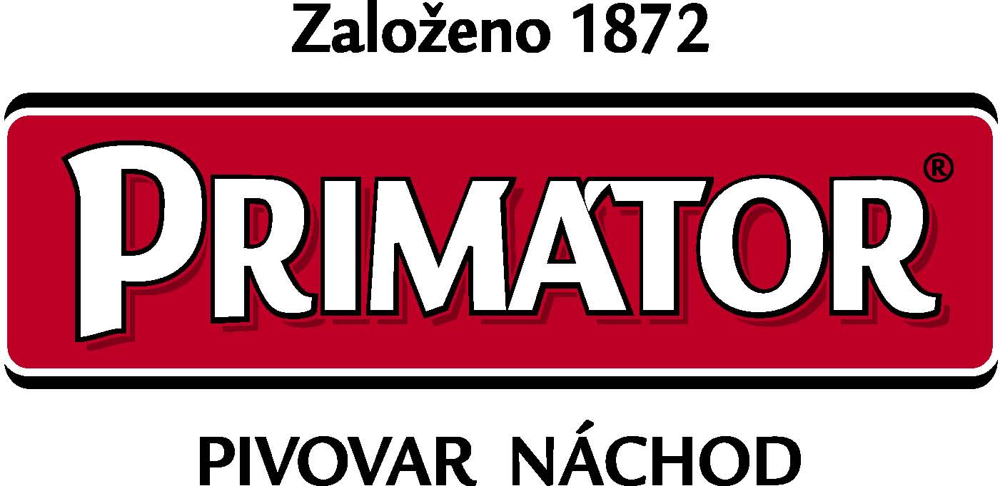 Založeno 1872
PRIMÁTOR®
PIVOVAR NÁCHOD